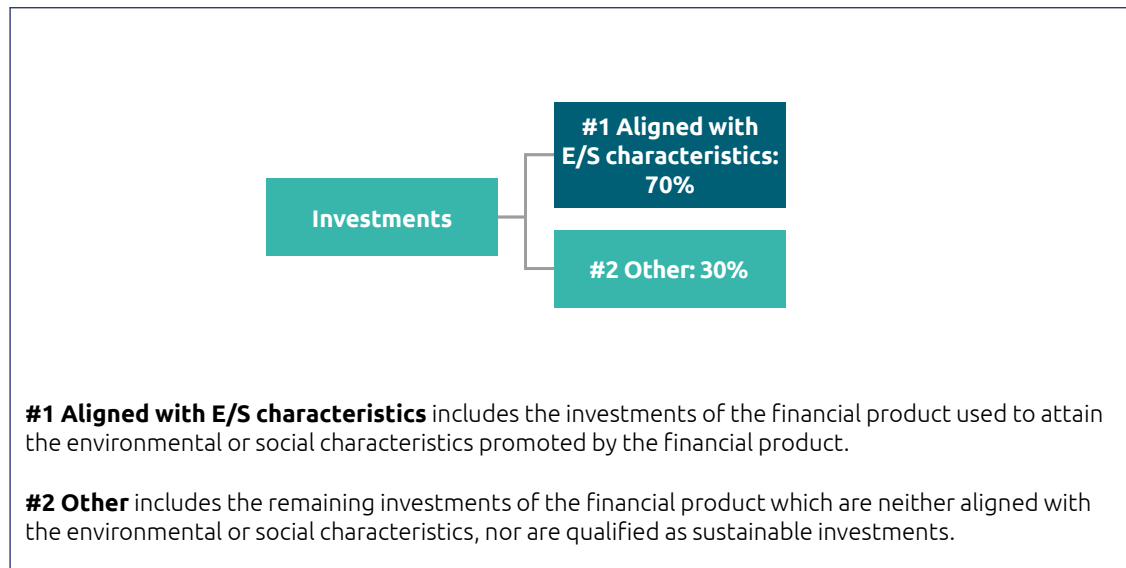 #1 Aligned with
E/S characteristics:
70%
Investments
#2 Other: 30%
#1 Aligned with E/S characteristics includes the investments of the financial product used to attain
the environmental or social characteristics promoted by the financial product.
#2 Other includes the remaining investments of the financial product which are neither aligned with
the environmental or social characteristics, nor are qualified as sustainable investments.